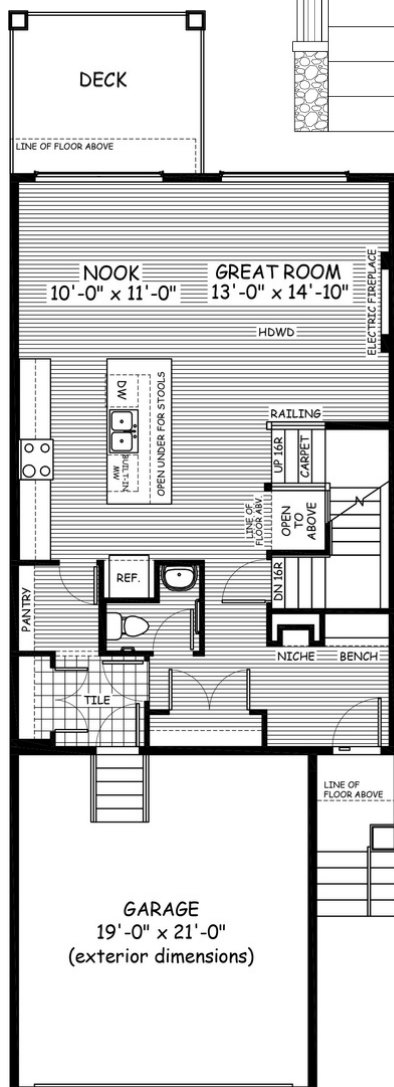 DECK
LINE OF FLOOR ABOVE
NOOK
10'-0" x 11'-0"
GREAT ROOM
13'-0" x 14'-10"
HDWD
ELECTRIC FIREPLACE
DW
BUILT-IN
MW
OPEN UNDER FOR STOOLS
RAILING
UP 16R
CARPET
LINE OF
FLOOR ABV.
OPEN
TO
ABOVE
DN 16R
REF.
PANTRY
TILE
NICHE
BENCH
LINE OF
FLOOR ABOVE
GARAGE
19'-0" x 21'-0"
(exterior dimensions)